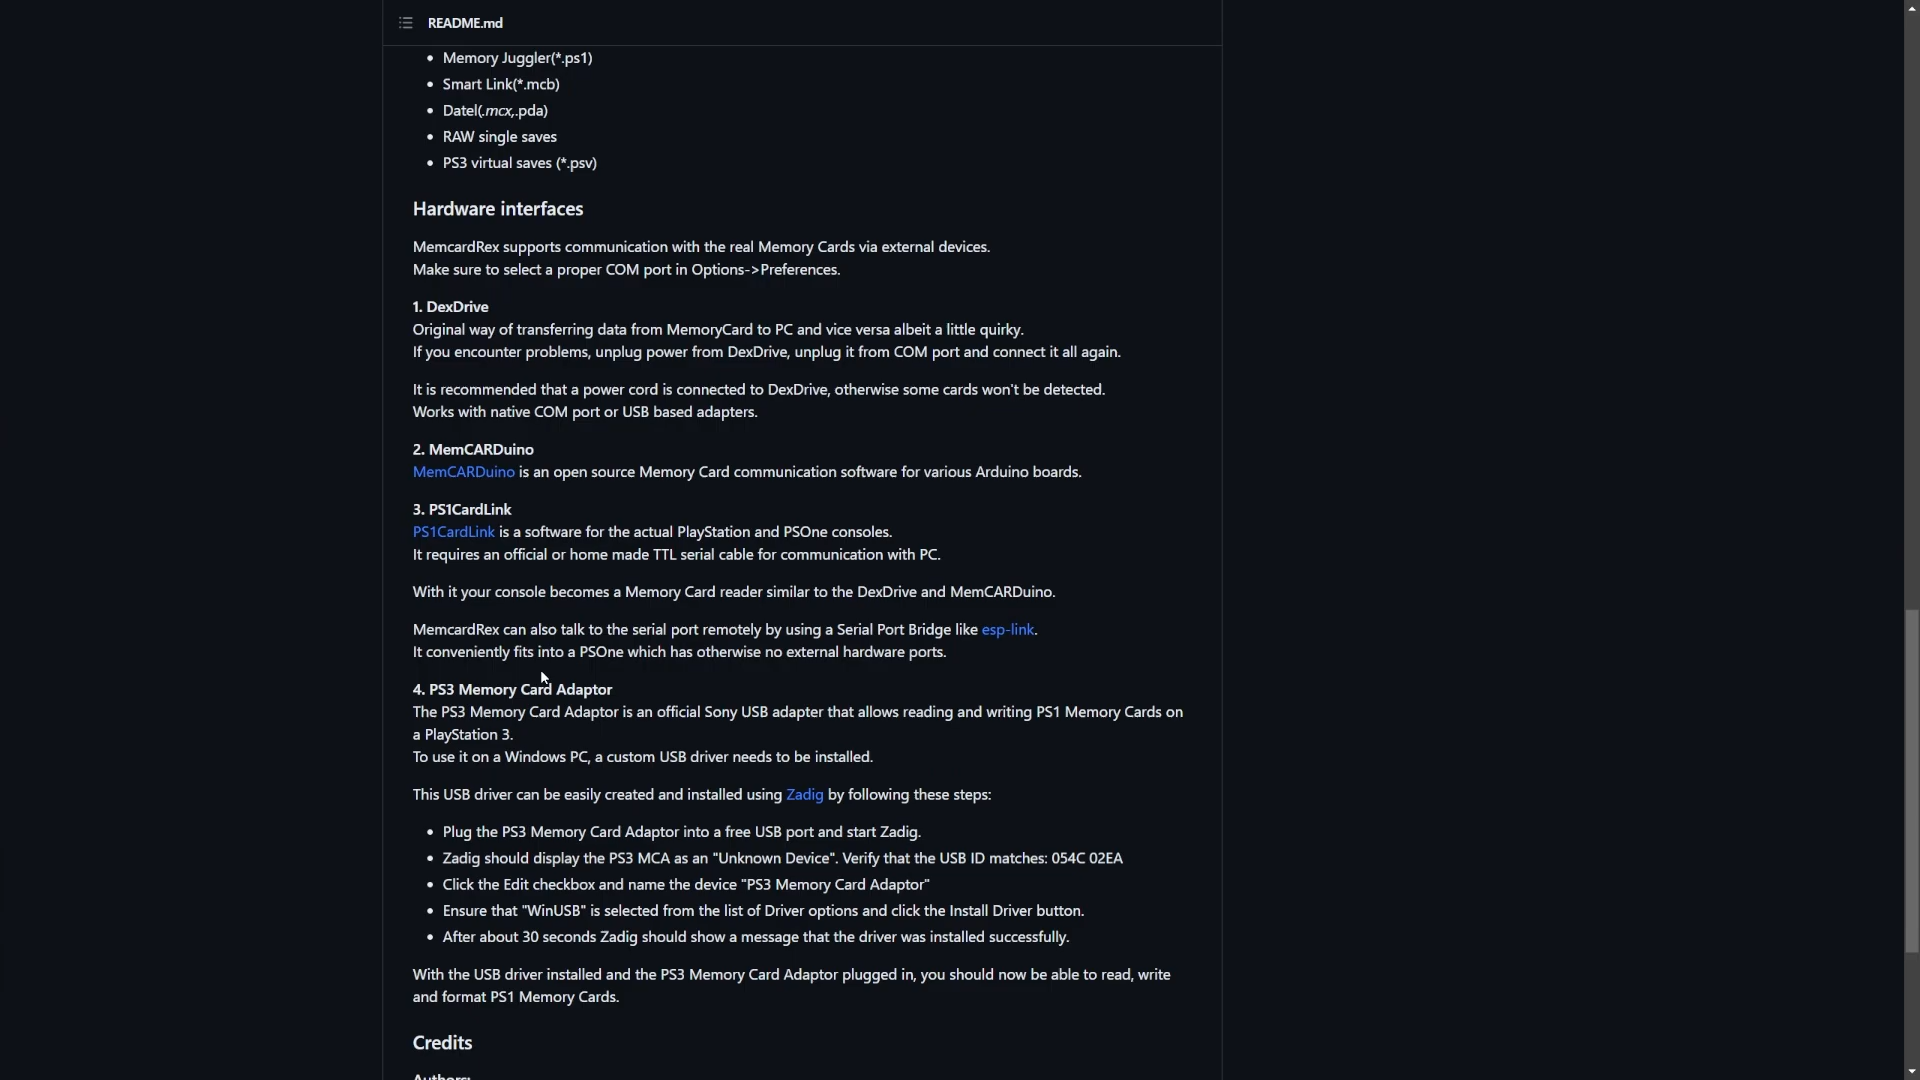 README.md
• Memory Juggler(*.ps1)
• Smart Link(*.mcb)
• Datel(.mcx,.pda)
• RAW single saves
• PS3 virtual saves (*.psv)
Hardware interfaces
MemcardRex supports communication with the real Memory Cards via external devices.
Make sure to select a proper COM port in Options->Preferences.
1. DexDrive
Original way of transferring data from MemoryCard to PC and vice versa albeit a little quirky.
If you encounter problems, unplug power from DexDrive, unplug it from COM port and connect it all again.
It is recommended that a power cord is connected to DexDrive, otherwise some cards won't be detected.
Works with native COM port or USB based adapters.
2. MemCARDuino
MemCARDuino is an open source Memory Card communication software for various Arduino boards.
3. PS1CardLink
PS1CardLink is a software for the actual PlayStation and PSOne consoles.
It requires an official or home made TTL serial cable for communication with PC.
With it your console becomes a Memory Card reader similar to the DexDrive and MemCARDuino.
MemcardRex can also talk to the serial port remotely by using a Serial Port Bridge like esp-link.
It conveniently fits into a PSOne which has otherwise no external hardware ports.
4. PS3 Memory Card Adaptor
The PS3 Memory Card Adaptor is an official Sony USB adapter that allows reading and writing PS1 Memory Cards on
a PlayStation 3.
To use it on a Windows PC, a custom USB driver needs to be installed.
This USB driver can be easily created and installed using Zadig by following these steps:
• Plug the PS3 Memory Card Adaptor into a free USB port and start Zadig.
• Zadig should display the PS3 MCA as an "Unknown Device". Verify that the USB ID matches: 054C 02EA
• Click the Edit checkbox and name the device "PS3 Memory Card Adaptor"
• Ensure that "WinUSB" is selected from the list of Driver options and click the Install Driver button.
• After about 30 seconds Zadig should show a message that the driver was installed successfully.
With the USB driver installed and the PS3 Memory Card Adaptor plugged in, you should now be able to read, write
and format PS1 Memory Cards.
Credits
Authors: